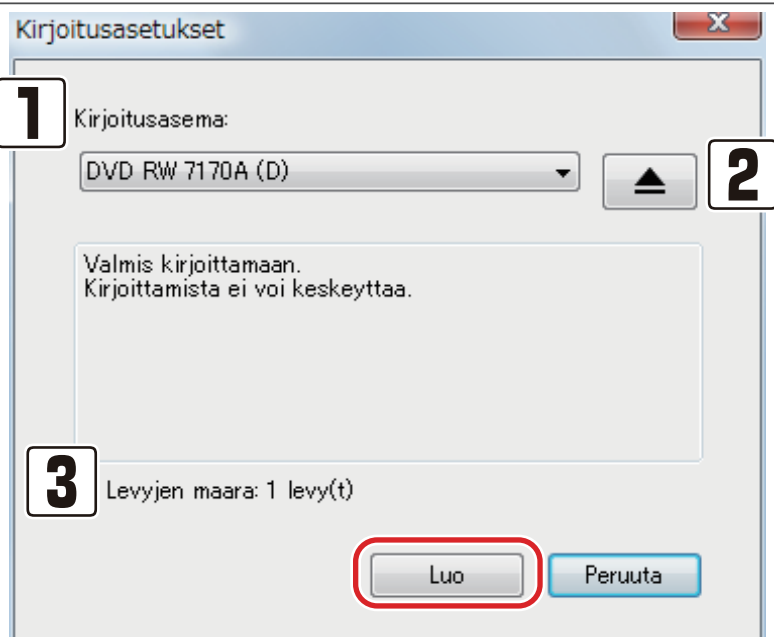 Kirjoitusasetukset
1
Kirjoitusasema:
DVD RW 7170A (D)
2
Valmis kirjoittamaan.
Kirjoittamista ei voi keskeyttaa.
3
Levyjen maara: 1 levy(t)
Luo
Peruuta